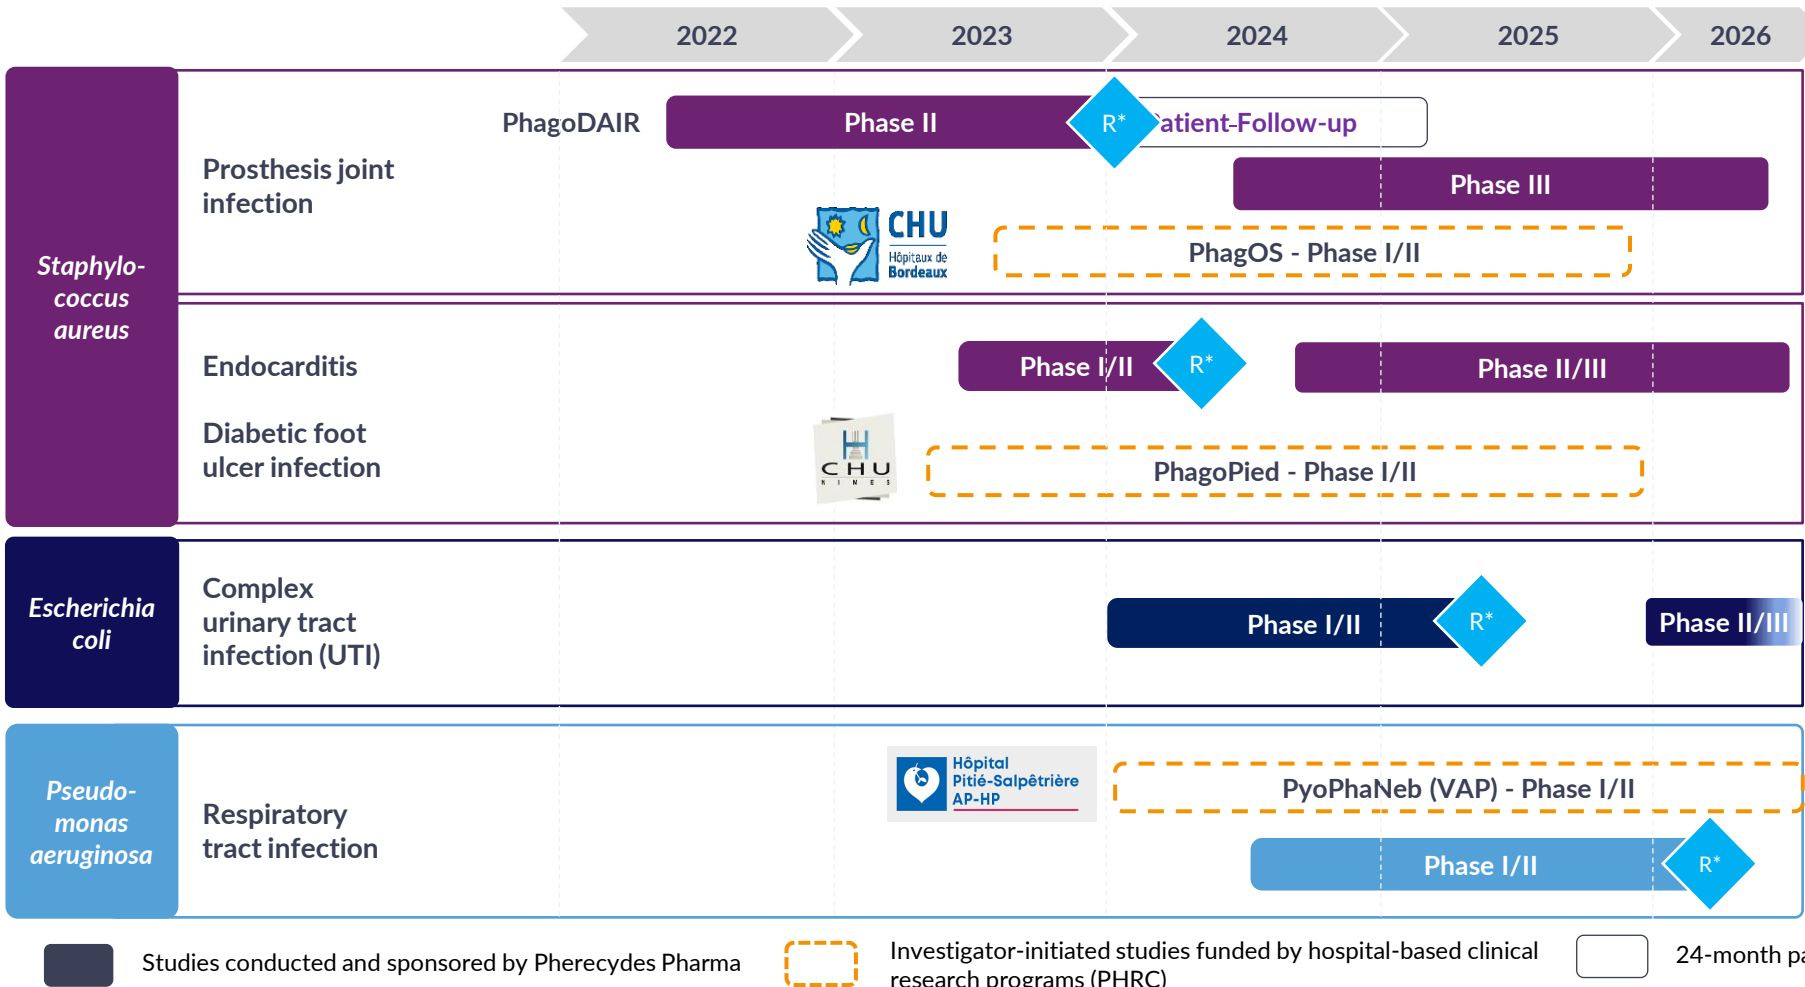 2022 2023 2024 2025 2026
Staphylo-
coccus
aureus
Prosthesis joint
infection
PhagoDAIR
Phase II
R*
atient-Follow-up
Phase III
CHU
Hôpitaux de
Bordeaux
PhagOS - Phase I/II
Endocarditis
Phase I/II
R*
Phase II/III
Diabetic foot
ulcer infection
CHU
NIMES
PhagoPied - Phase I/II
Escherichia
coli
Complex
urinary tract
infection (UTI)
Phase I/II
R*
Phase II/III
Pseudo-
monas
aeruginosa
Respiratory
tract infection
Hôpital
Pitié-Salpêtrière
AP-HP
PyoPhaNeb (VAP) - Phase I/II
Phase I/II
R*
Studies conducted and sponsored by Pherecydes Pharma
Investigator-initiated studies funded by hospital-based clinical
research programs (PHRC)
24-month pa